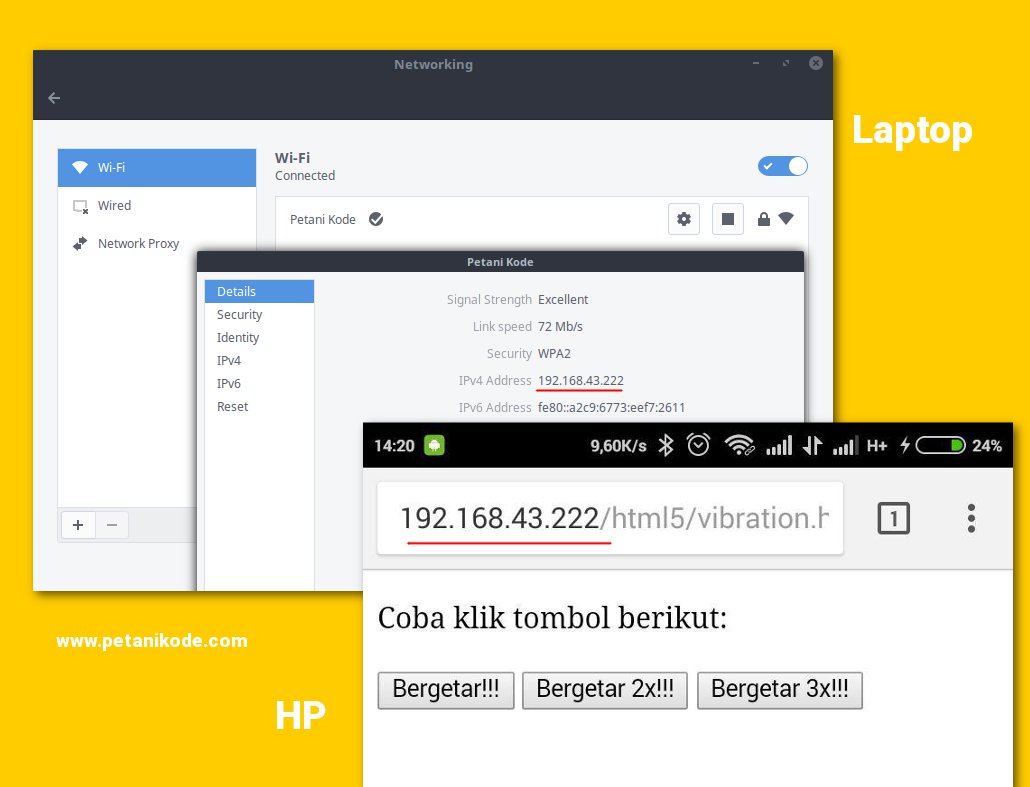 Networking
Laptop
Wi-Fi
Wired
Network Proxy
Wi-Fi
Connected
Petani Kode
Petani Kode
Details
Security
Identity
IPv4
IPv6
Reset
Signal Strength Excellent
Link speed 72 Mb/s
Security WPA2
IPv4 Address 192.168.43.222
IPv6 Address fe80::a2c9:6773:eef7:2611
14:20 9,60K/s H+ 24%
192.168.43.222/html5/vibration.h
1
Coba klik tombol berikut:
Bergetar!!! Bergetar 2x!!! Bergetar 3x!!!
www.petanikode.com
HP